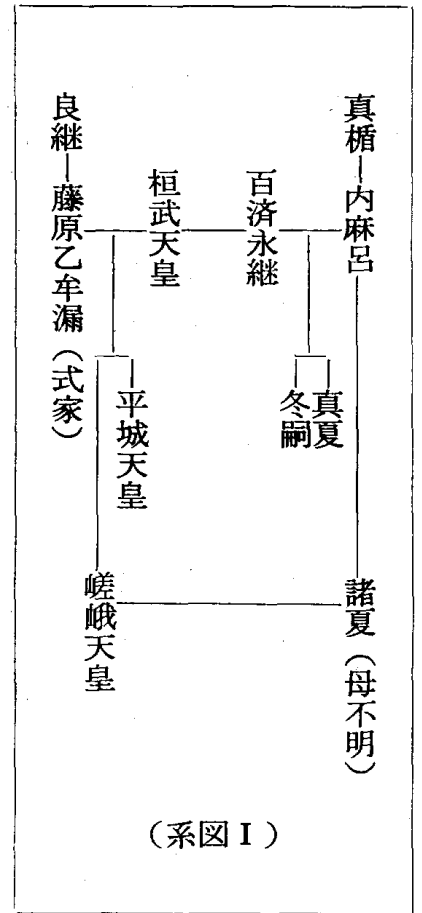 真楯―内麻呂
諸夏（母不明）
真夏
冬嗣
百済永継
桓武天皇
平城天皇
嵯峨天皇
良継―藤原乙牟漏（式家）
（系図Ⅰ）